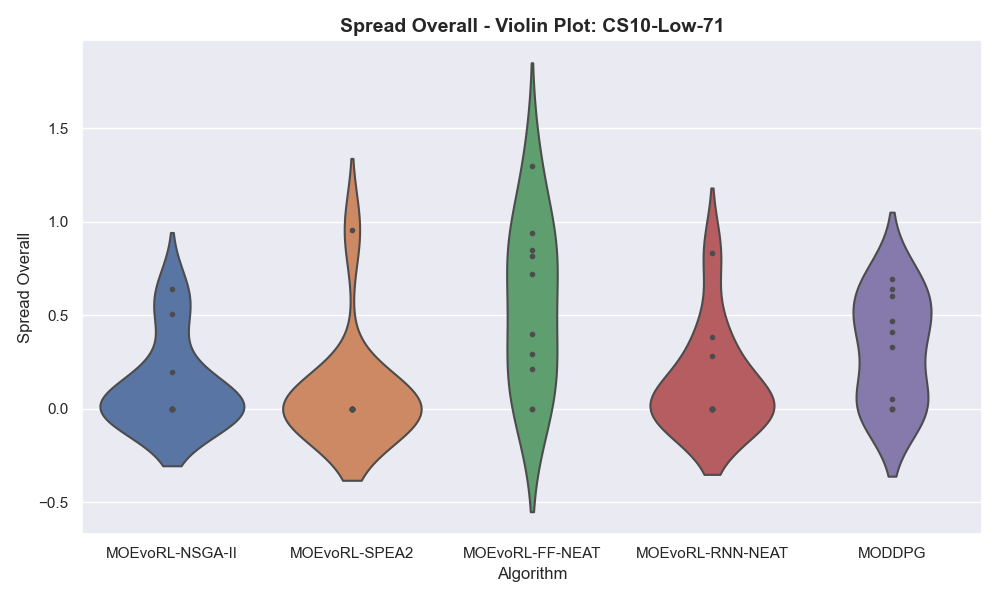 Spread Overall - Violin Plot: CS10-Low-71
Spread Overall
1.5
1.0
0.5
0.0
−0.5
MOEvoRL-NSGA-II
MOEvoRL-SPEA2
MOEvoRL-FF-NEAT
MOEvoRL-RNN-NEAT
MODDPG
Algorithm